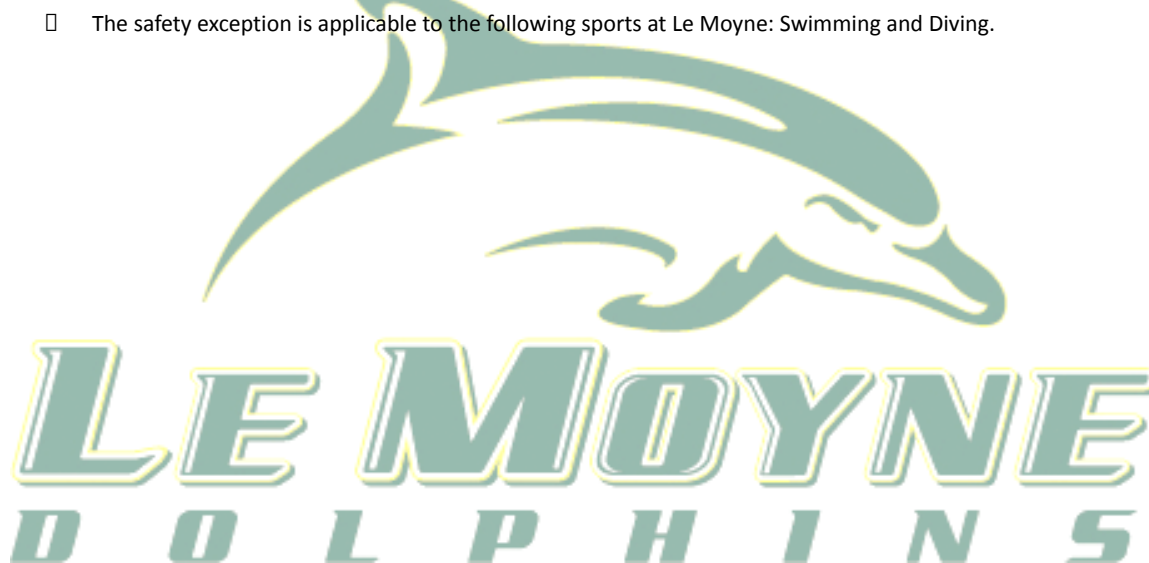 ▯ The safety exception is applicable to the following sports at Le Moyne: Swimming and Diving.
LE MOYNE
DOLPHINS